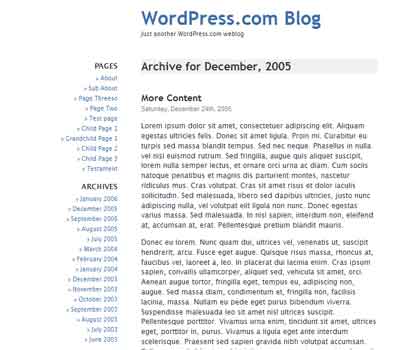 WordPress.com Blog
Just another WordPress.com weblog
PAGES
» About
» Sub About
» Page Threeso
» Page Two
» Test page
» Child Page 1
» Grandchild Page 1
» Child Page 2
» Child Page 3
» Testament
ARCHIVES
» January 2006
» December 2005
» September 2005
» August 2005
» July 2005
» March 2004
» February 2004
» January 2004
» December 2003
» November 2003
» October 2003
» September 2003
» August 2003
» July 2003
» June 2003
Archive for December, 2005
More Content
Saturday, December 24th, 2005
Lorem ipsum dolor sit amet, consectetuer adipiscing elit. Aliquam
egestas ultricies felis. Donec sit amet ligula. Proin mi. Curabitur eu
turpis sed massa blandit tempus. Sed nec neque. Phasellus in nulla
vel nisi euismod rutrum. Sed fringilla, augue quis aliquet suscipit,
lorem nulla semper lectus, et ornare orci urna ac diam. Cum sociis
natoque penatibus et magnis dis parturient montes, nascetur
ridiculus mus. Cras volutpat. Cras sit amet risus et dolor iaculis
sollicitudin. Sed malesuada, libero sed dapibus ultricies, justo nunc
adipiscing nulla, vel volutpat elit ligula non nunc. Donec egestas
varius massa. Sed malesuada. In nisl sapien, interdum non, eleifend
at, accumsan at, erat. Pellentesque pretium blandit mauris.
Donec eu lorem. Nunc quam dui, ultrices vel, venenatis ut, suscipit
hendrerit, arcu. Fusce eget augue. Quisque risus massa, rhoncus at,
faucibus vel, laoreet a, leo. In placerat dui lacinia enim. Cras ipsum
sapien, convallis ullamcorper, aliquet sed, vehicula sit amet, orci.
Aenean augue tortor, fringilla eget, tempus eu, adipiscing non,
augue. Sed massa diam, condimentum et, fringilla non, facilisis
lacinia, massa. Nullam eu pede eget purus bibendum viverra.
Suspendisse malesuada leo sit amet nisl ultrices suscipit.
Pellentesque porttitor. Vivamus urna enim, tincidunt sit amet, ultrices
eget, porttitor in, purus. Vivamus a ligula eget ante interdum
scelerisque. Praesent sed sapien gravida nibh accumsan volutpat.